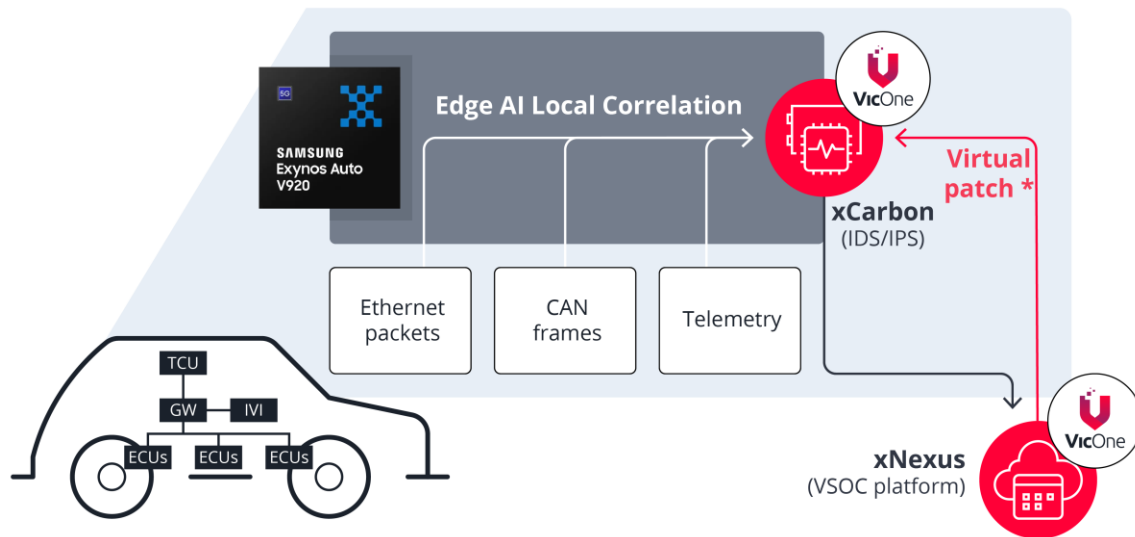 VicOne
5G
SAMSUNG
Exynos Auto
V920
Edge AI Local Correlation
Virtual
patch *
xCarbon
(IDS/IPS)
Ethernet
packets
CAN
frames
Telemetry
TCU
GW
IVI
ECUs
ECUs
ECUs
VicOne
xNexus
(VSOC platform)